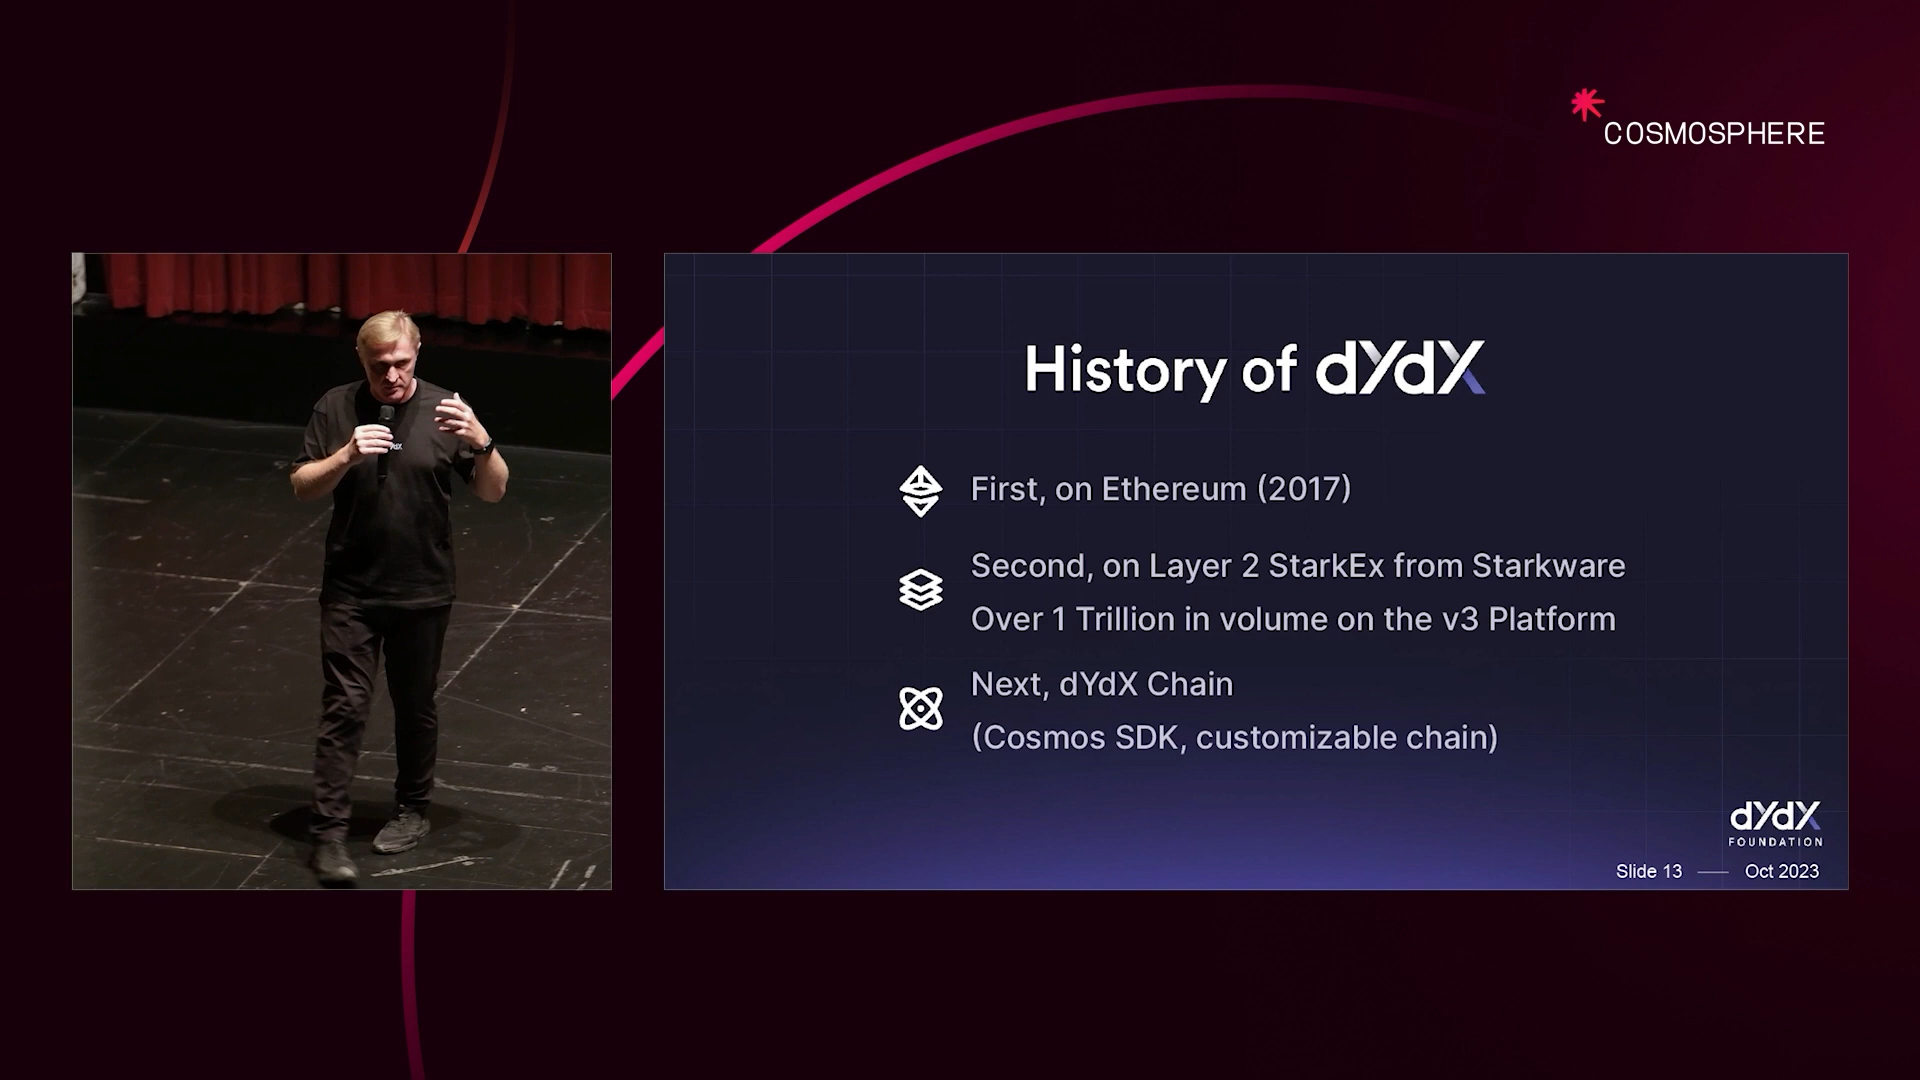 COSMOSPHERE
History of dYdX
First, on Ethereum (2017)
Second, on Layer 2 StarkEx from Starkware
Over 1 Trillion in volume on the v3 Platform
Next, dYdX Chain
(Cosmos SDK, customizable chain)
dYdX
FOUNDATION
Slide 13 — Oct 2023